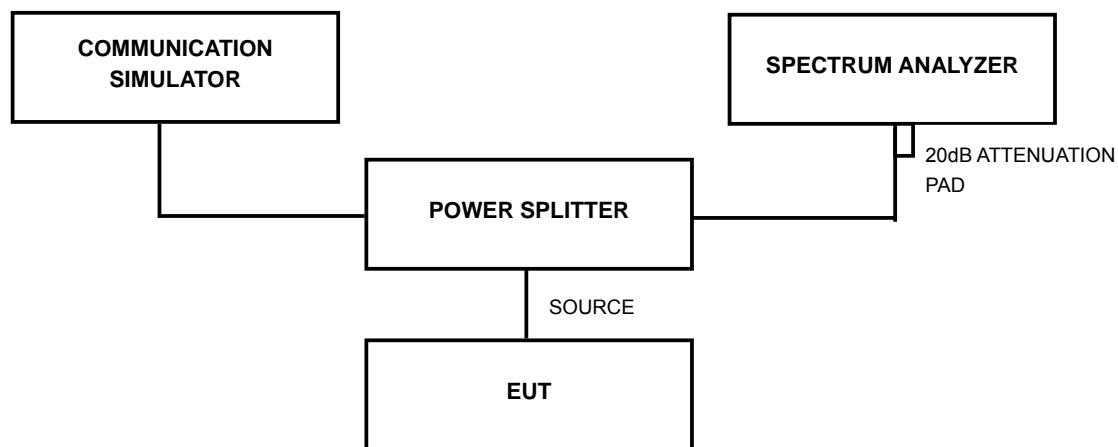 COMMUNICATION
SIMULATOR
SPECTRUM ANALYZER
20dB ATTENUATION
PAD
POWER SPLITTER
SOURCE
EUT